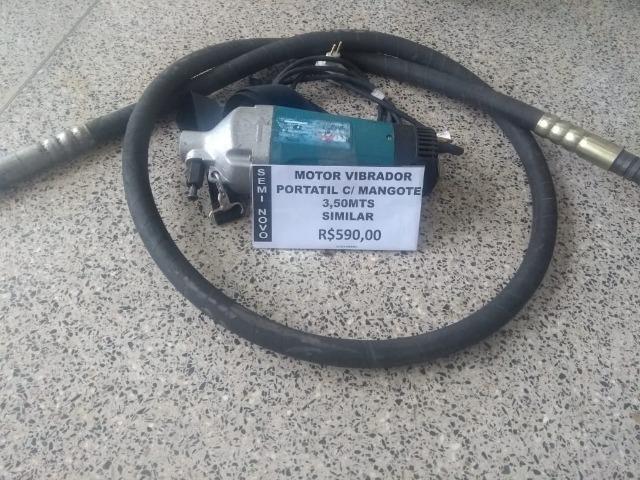 SEMI NOVO
MOTOR VIBRADOR
PORTATIL C/ MANGOTE
3,50MTS
SIMILAR
R$590,00